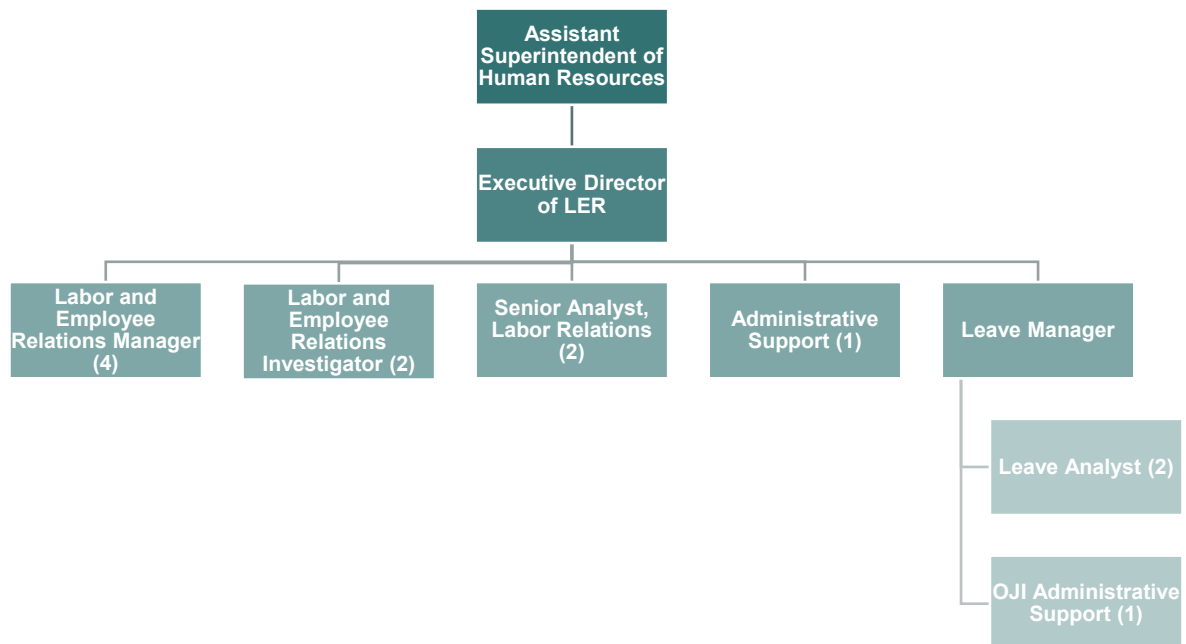 Assistant
Superintendent of
Human Resources
Executive Director
of LER
Labor and
Employee
Relations Manager
(4)
Labor and
Employee
Relations
Investigator (2)
Senior Analyst,
Labor Relations
(2)
Administrative
Support (1)
Leave Manager
Leave Analyst (2)
OJI Administrative
Support (1)